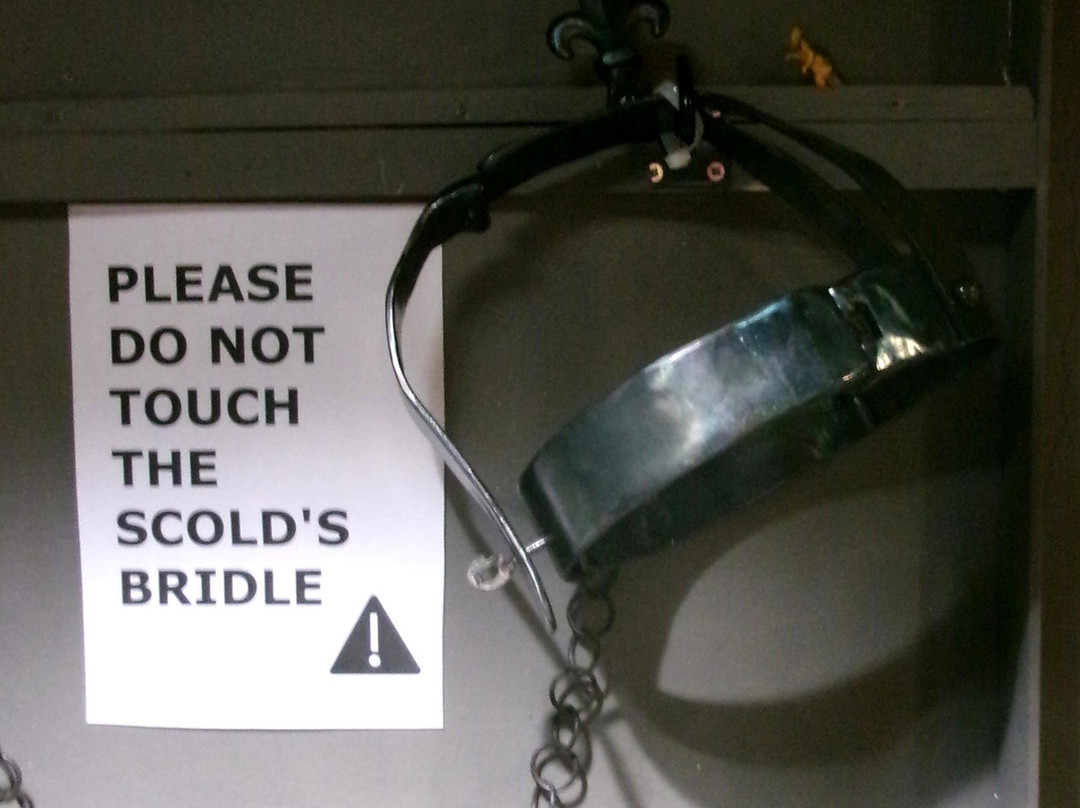 PLEASE
DO NOT
TOUCH
THE
SCOLD'S
BRIDLE
!